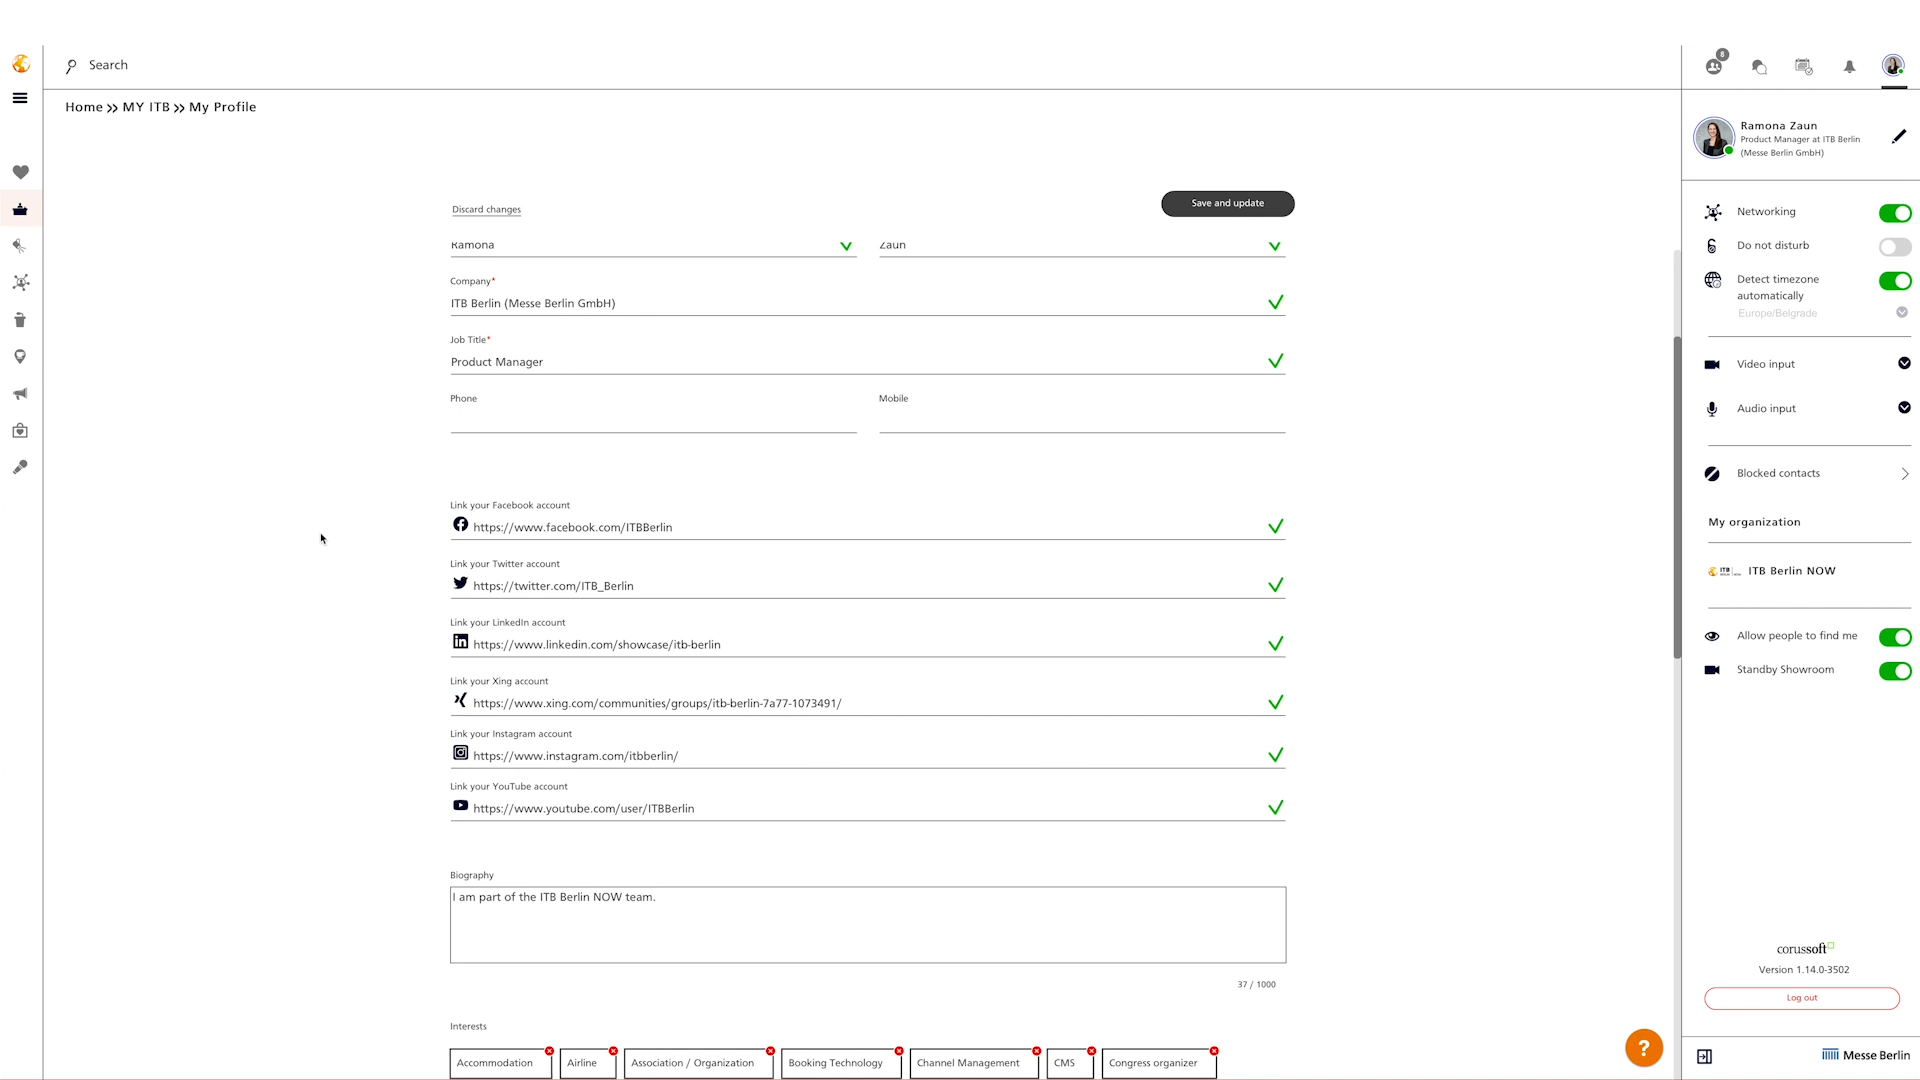 8
Search
Home >> MY ITB >> My Profile
Ramona Zaun
Product Manager at ITB Berlin
(Messe Berlin GmbH)
Discard changes
Save and update
Ramona
Zaun
Company*
ITB Berlin (Messe Berlin GmbH)
Job Title*
Product Manager
Phone
Mobile
Link your Facebook account
https://www.facebook.com/ITBBerlin
Link your Twitter account
https://twitter.com/ITB_Berlin
Link your LinkedIn account
https://www.linkedin.com/showcase/itb-berlin
Link your Xing account
https://www.xing.com/communities/groups/itb-berlin-7a77-1073491/
Link your Instagram account
https://www.instagram.com/itbberlin/
Link your YouTube account
https://www.youtube.com/user/ITBBerlin
Biography
I am part of the ITB Berlin NOW team.
37 / 1000
Interests
Accommodation
Airline
Association / Organization
Booking Technology
Channel Management
CMS
Congress organizer
Networking
Do not disturb
Detect timezone
automatically
Europe/Belgrade
Video input
Audio input
Blocked contacts
My organization
ITB Berlin NOW
Allow people to find me
Standby Showroom
corussoft
Version 1.14.0-3502
Log out
?
Messe Berlin